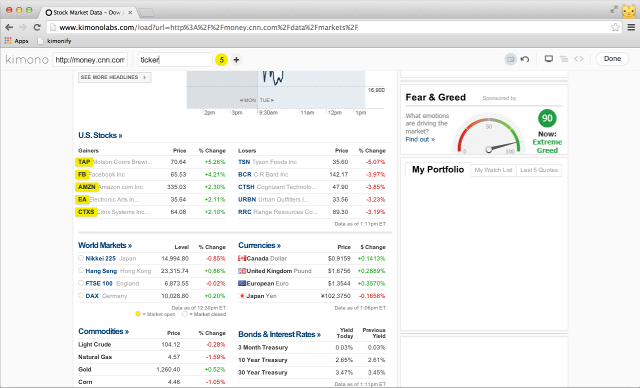 Stock Market Data - Dow J
www.kimonolabs.com/load?url=http%3A%2F%2Fmoney.cnn.com%2Fdata%2Fmarkets%2F
Apps kimonify
kimono http://money.cnn.com ticker 5 + Done
SEE MORE HEADLINES
16,900
◄MON TUE►
2pm 3pm 9:30am 11am 12pm 1pm
U.S. Stocks »
Gainers Price % Change Losers Price % Change
TAP Molson Coors Brewi... 70.64 +5.26% TSN Tyson Foods Inc 35.60 -5.07%
FB Facebook Inc 65.53 +4.21% BCR C R Bard Inc 142.17 -3.97%
AMZN Amazon.com Inc 335.03 +2.30% CTSH Cognizant Technolo... 47.90 -3.85%
EA Electronic Arts In... 35.64 +2.11% URBN Urban Outfitters I... 33.56 -3.23%
CTXS Citrix Systems Inc... 64.08 +2.10% RRC Range Resources Co... 89.30 -3.19%
Data as of 1:11pm ET
World Markets » Level % Change Currencies » Price $ Change
Nikkei 225 Japan 14,994.80 -0.85% Canada Dollar $0.9159 +0.1413%
Hang Seng Hong Kong 23,315.74 +0.86% United Kingdom Pound $1.6756 +0.2889%
FTSE 100 England 6,873.55 -0.02% European Euro $1.3544 +0.3570%
DAX Germany 10,028.80 +0.20% Japan Yen ¥102.3750 -0.1658%
Data as of 12:30pm ET Data as of 1:06pm ET
= Market open = Market closed
Commodities » Price % Change Bonds & Interest Rates » Yield Today Previous Yield
Light Crude 104.12 -0.28% 3 Month Treasury 0.03% 0.03%
Natural Gas 4.57 -1.59% 10 Year Treasury 2.65% 2.61%
Gold 1,260.40 +0.52% 30 Year Treasury 3.47% 3.45%
Corn 4.46 -1.05% Data as of 1:11pm ET
Fear & Greed Sponsored by
What emotions are driving the market?
Find out »
0 50 100
90
Now:
Extreme
Greed
My Portfolio My Watch List Last 5 Quotes